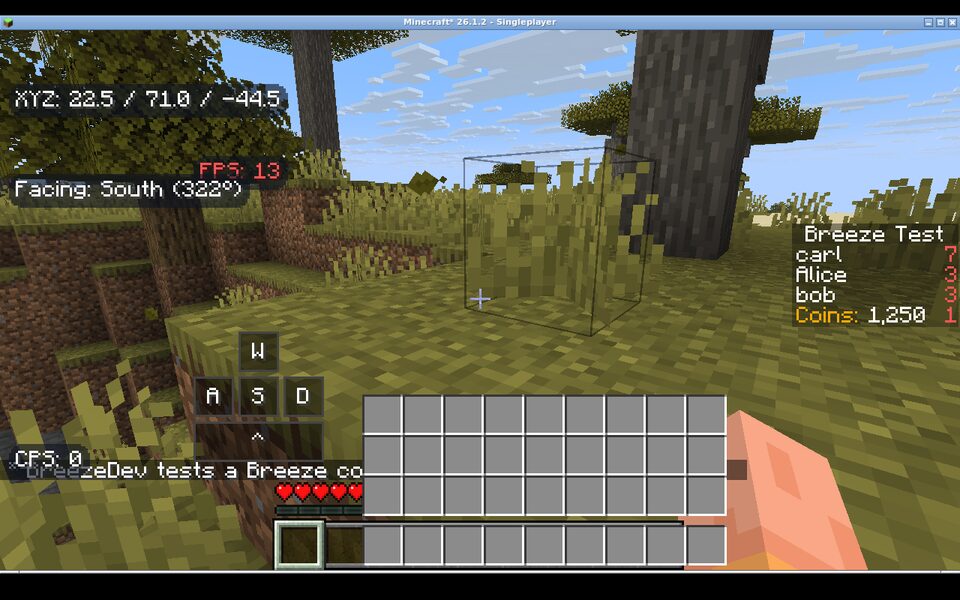 Minecraft* 26.1.2 - Singleplayer
XYZ: 22.5 / 71.0 / -44.5
FPS: 13
Facing: South (322°)
Breeze Test
carl 7
Alice 3
bob 3
Coins: 1,250 1
W
A S D
^
CPS: 0
BreezeDev tests a Breeze co